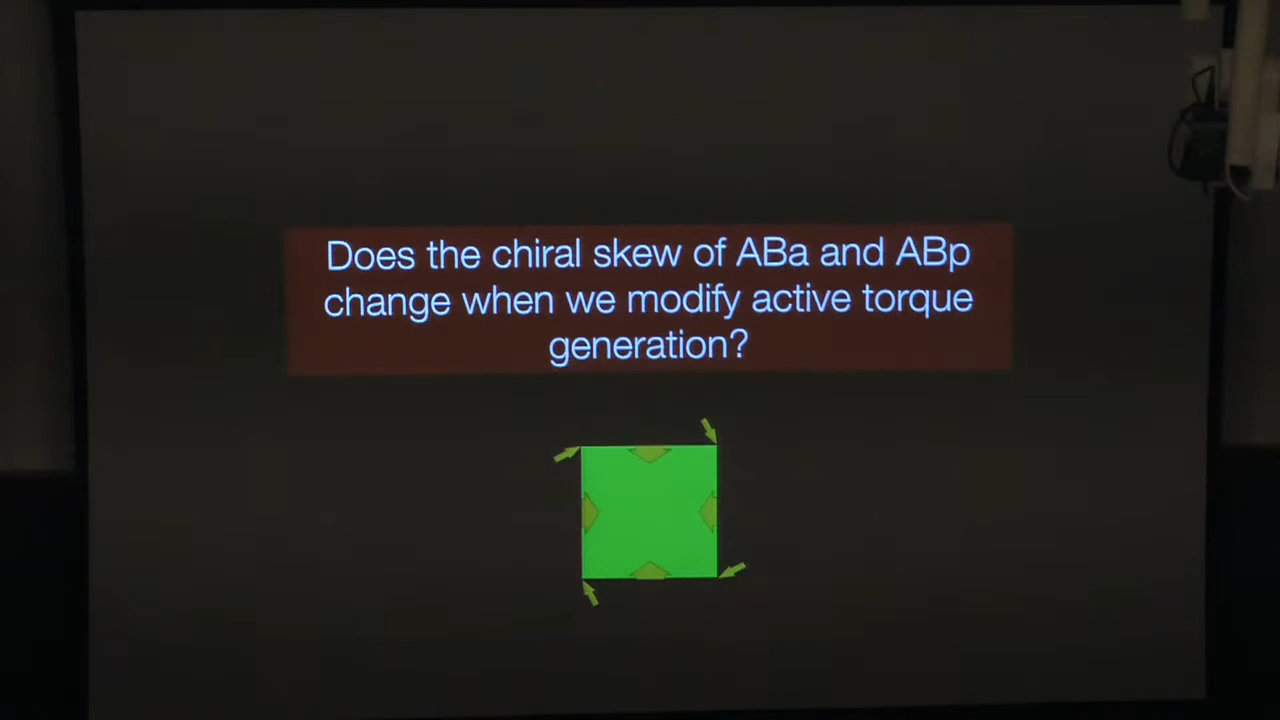 Does the chiral skew of ABa and ABp
change when we modify active torque
generation?